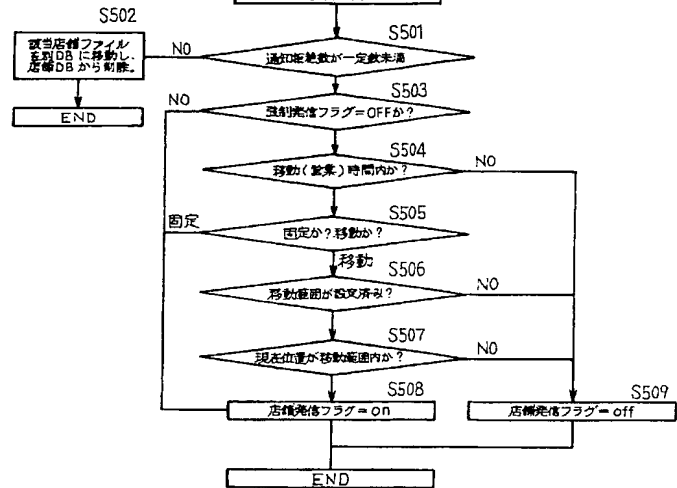 S501
通知拒絶数が一定数未満
NO
S502
該当店舗ファイル
を別DBに移動し、
店舗DBから削除。
END
S503
強制発信フラグ=OFFか?
NO
S504
移動(営業)時間内か?
NO
S505
固定か?移動か?
固定
移動
S506
移動範囲が設定済み?
NO
S507
現在位置が移動範囲内か?
NO
S508
店舗発信フラグ=on
S509
店舗発信フラグ=off
END